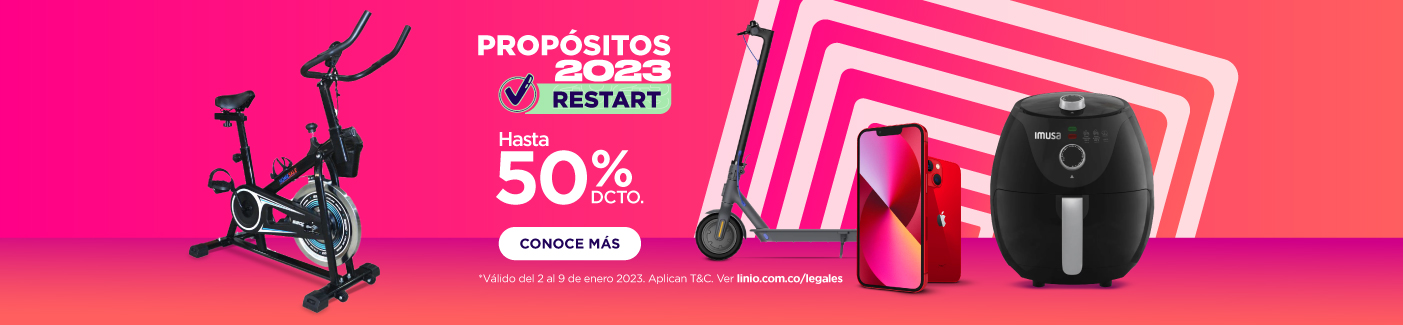 PROPÓSITOS
2023
RESTART
Hasta
50%
DCTO.
CONOCE MÁS
*Válido del 2 al 9 de enero 2023. Aplican T&C. Ver linio.com.co/legales
IMUSA